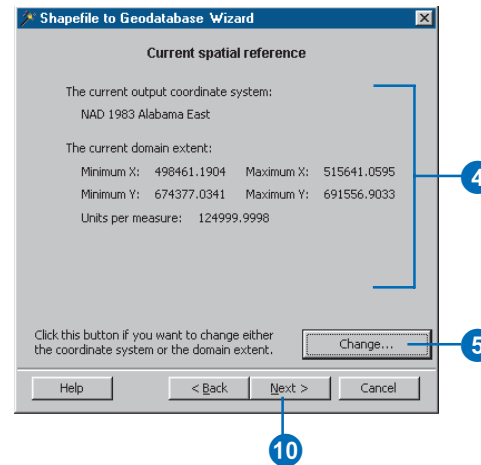 Shapefile to Geodatabase Wizard
Current spatial reference
The current output coordinate system:
NAD 1983 Alabama East
The current domain extent:
Minimum X: 498461.1904 Maximum X: 515641.0595
Minimum Y: 674377.0341 Maximum Y: 691556.9033
Units per measure: 124999.9998
4
Click this button if you want to change either
the coordinate system or the domain extent.
Change...
5
Help < Back Next > Cancel
10